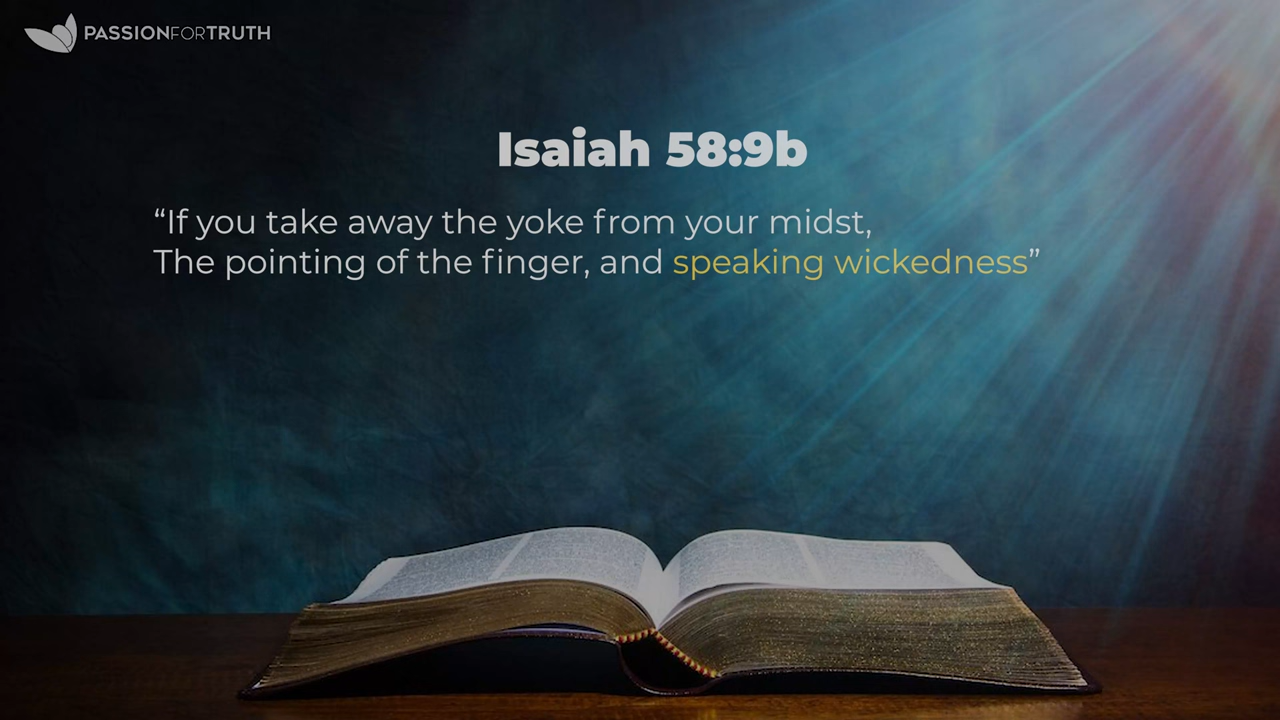 PASSIONFORTRUTH
Isaiah 58:9b
“If you take away the yoke from your midst,
The pointing of the finger, and speaking wickedness”